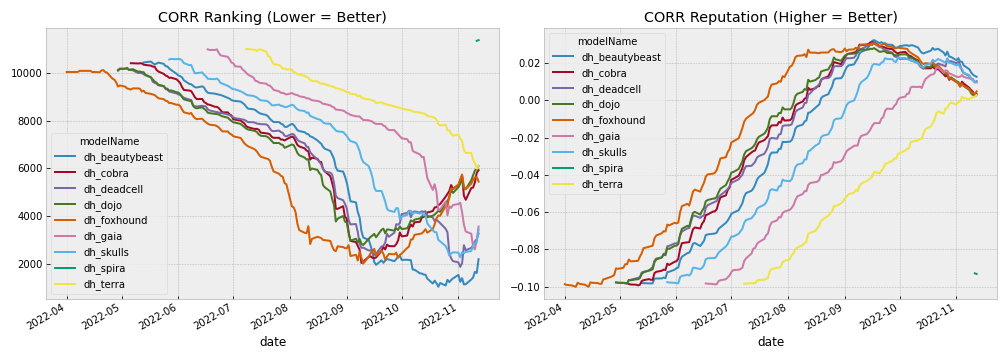 CORR Ranking (Lower = Better)
10000
8000
6000
4000
2000
modelName
dh_beautybeast
dh_cobra
dh_deadcell
dh_dojo
dh_foxhound
dh_gaia
dh_skulls
dh_spira
dh_terra
2022-04
2022-05
2022-06
2022-07
2022-08
2022-09
2022-10
2022-11
date
CORR Reputation (Higher = Better)
0.02
0.00
−0.02
−0.04
−0.06
−0.08
−0.10
modelName
dh_beautybeast
dh_cobra
dh_deadcell
dh_dojo
dh_foxhound
dh_gaia
dh_skulls
dh_spira
dh_terra
2022-04
2022-05
2022-06
2022-07
2022-08
2022-09
2022-10
2022-11
date